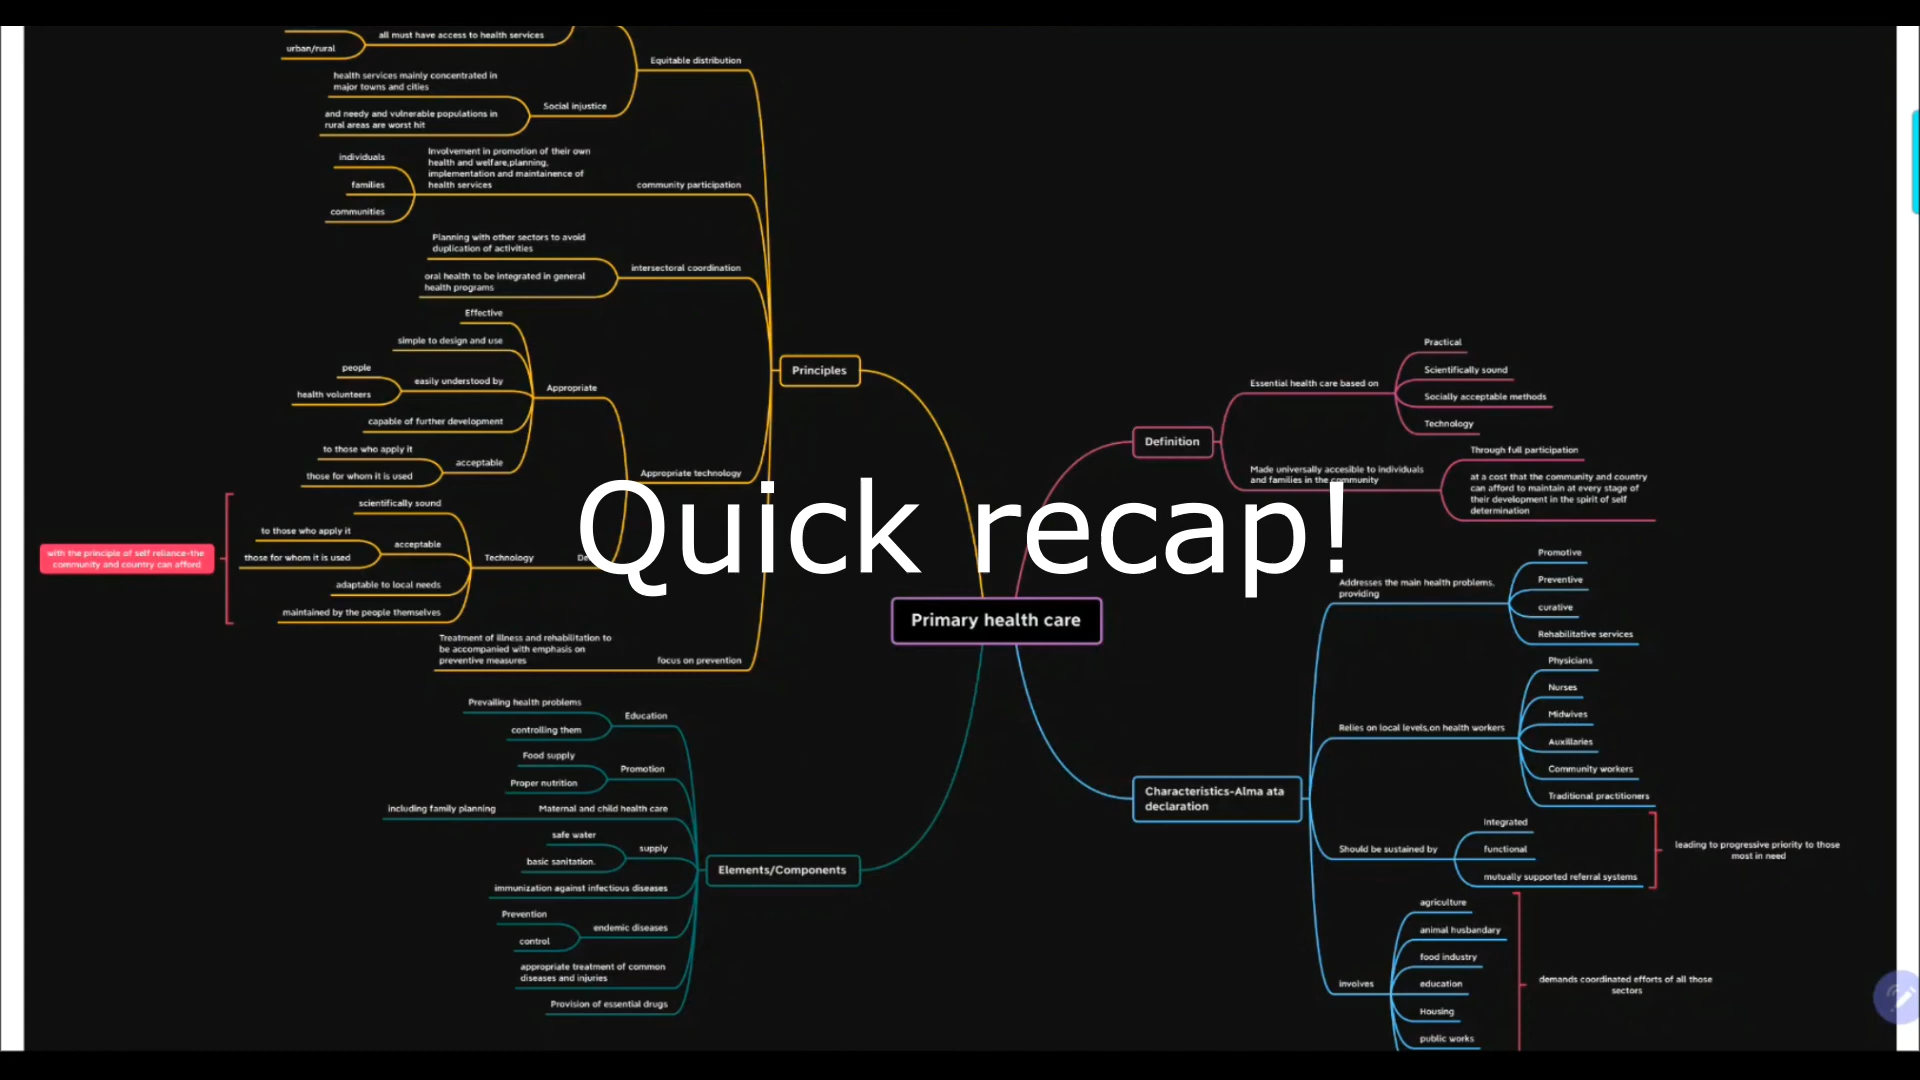 all must have access to health services
urban/rural
Equitable distribution
health services mainly concentrated in
major towns and cities
Social injustice
and needy and vulnerable populations in
rural areas are worst hit
individuals
families
communities
Involvement in promotion of their own
health and welfare,planning,
implementation and maintainence of
health services
community participation
Planning with other sectors to avoid
duplication of activities
oral health to be integrated in general
health programs
intersectoral coordination
Effective
simple to design and use
people
health volunteers
easily understood by
Appropriate
capable of further development
to those who apply it
those for whom it is used
acceptable
Appropriate technology
scientifically sound
to those who apply it
those for whom it is used
acceptable
Technology
adaptable to local needs
maintained by the people themselves
with the principle of self reliance-the
community and country can afford
Treatment of illness and rehabilitation to
be accompanied with emphasis on
preventive measures
focus on prevention
Principles
Quick recap!
Primary health care
Definition
Essential health care based on
Practical
Scientifically sound
Socially acceptable methods
Technology
Made universally accesible to individuals
and families in the community
Through full participation
at a cost that the community and country
can afford to maintain at every stage of
their development in the spirit of self
determination
Characteristics-Alma ata
declaration
Addresses the main health problems,
providing
Promotive
Preventive
curative
Rehabilitative services
Relies on local levels,on health workers
Physicians
Nurses
Midwives
Auxillaries
Community workers
Traditional practitioners
Should be sustained by
Integrated
functional
mutually supported referral systems
leading to progressive priority to those
most in need
involves
agriculture
animal husbandary
food industry
education
Housing
public works
demands coordinated efforts of all those
sectors
Elements/Components
Prevailing health problems
controlling them
Education
Food supply
Proper nutrition
Promotion
including family planning
Maternal and child health care
safe water
basic sanitation.
supply
immunization against infectious diseases
Prevention
control
endemic diseases
appropriate treatment of common
diseases and injuries
Provision of essential drugs